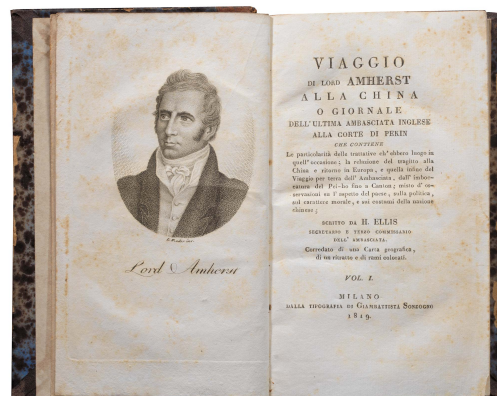 Lord Amherst
VIAGGIO
DI LORD AMHERST
ALLA CHINA
O GIORNALE
DELL'ULTIMA AMBASCIATA INGLESE
ALLA CORTE DI PEKIN
CHE CONTIENE
Le particolarità delle trattative ch'ebbero luogo in
quell'occasione; la relazione del tragitto alla
China e ritorno in Europa, e quella infine del
Viaggio per terra dell'Ambasciata, dall'imboc-
catura del Pei-ho fino a Canton; misto d'os-
servazioni su l'aspetto del paese, sulla politica,
sul carattere morale, e sui costumi della nazione
chinese;
SCRITTO DA H. ELLIS
SEGRETARIO E TERZO COMMISSARIO
DELL'AMBASCIATA.
Corredato di una Carta geografica,
di un ritratto e di rami colorati.
VOL. I.
MILANO
DALLA TIPOGRAFIA DI GIAMBATTISTA SONZOGNO
1819.